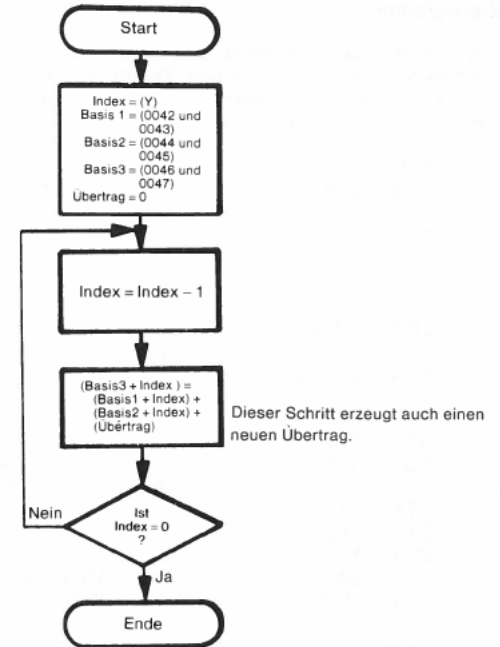 Start
Index = (Y)
Basis 1 = (0042 und
0043)
Basis2 = (0044 und
0045)
Basis3 = (0046 und
0047)
Übertrag = 0
Index = Index – 1
(Basis3 + Index ) =
(Basis1 + Index) +
(Basis2 + Index) +
(Übertrag)
Dieser Schritt erzeugt auch einen
neuen Übertrag.
Nein
Ist
Index = 0
?
Ja
Ende